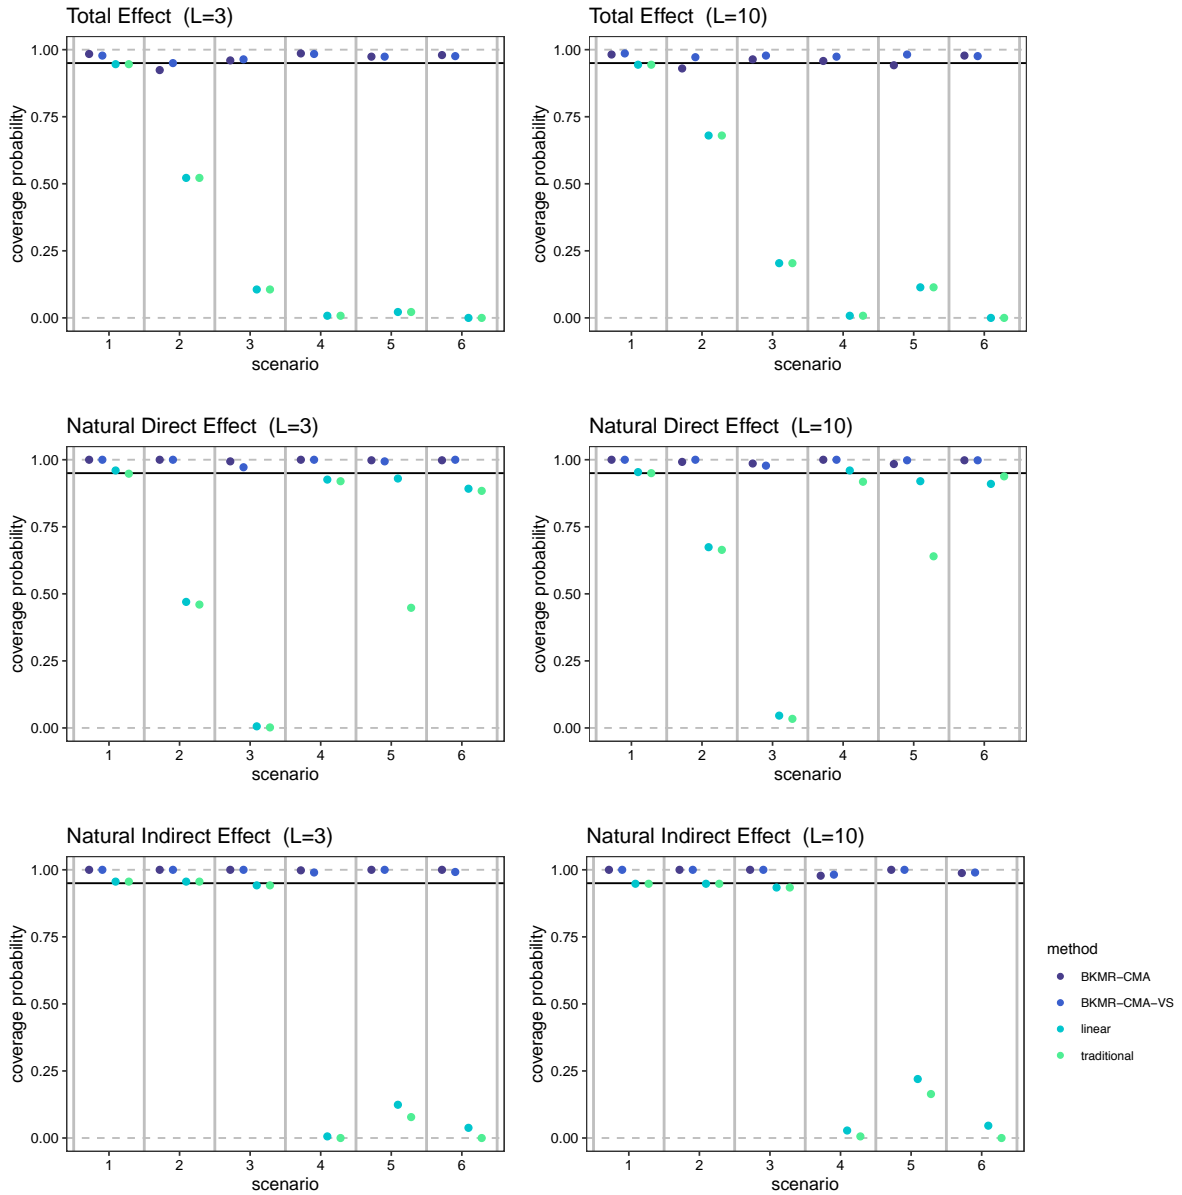 Total Effect  (L=3)
1.00
0.75
0.50
0.25
0.00
coverage probability
1 2 3 4 5 6
scenario
Total Effect  (L=10)
1.00
0.75
0.50
0.25
0.00
coverage probability
1 2 3 4 5 6
scenario
Natural Direct Effect  (L=3)
1.00
0.75
0.50
0.25
0.00
coverage probability
1 2 3 4 5 6
scenario
Natural Direct Effect  (L=10)
1.00
0.75
0.50
0.25
0.00
coverage probability
1 2 3 4 5 6
scenario
Natural Indirect Effect  (L=3)
1.00
0.75
0.50
0.25
0.00
coverage probability
1 2 3 4 5 6
scenario
Natural Indirect Effect  (L=10)
1.00
0.75
0.50
0.25
0.00
coverage probability
1 2 3 4 5 6
scenario
method
BKMR−CMA
BKMR−CMA−VS
linear
traditional